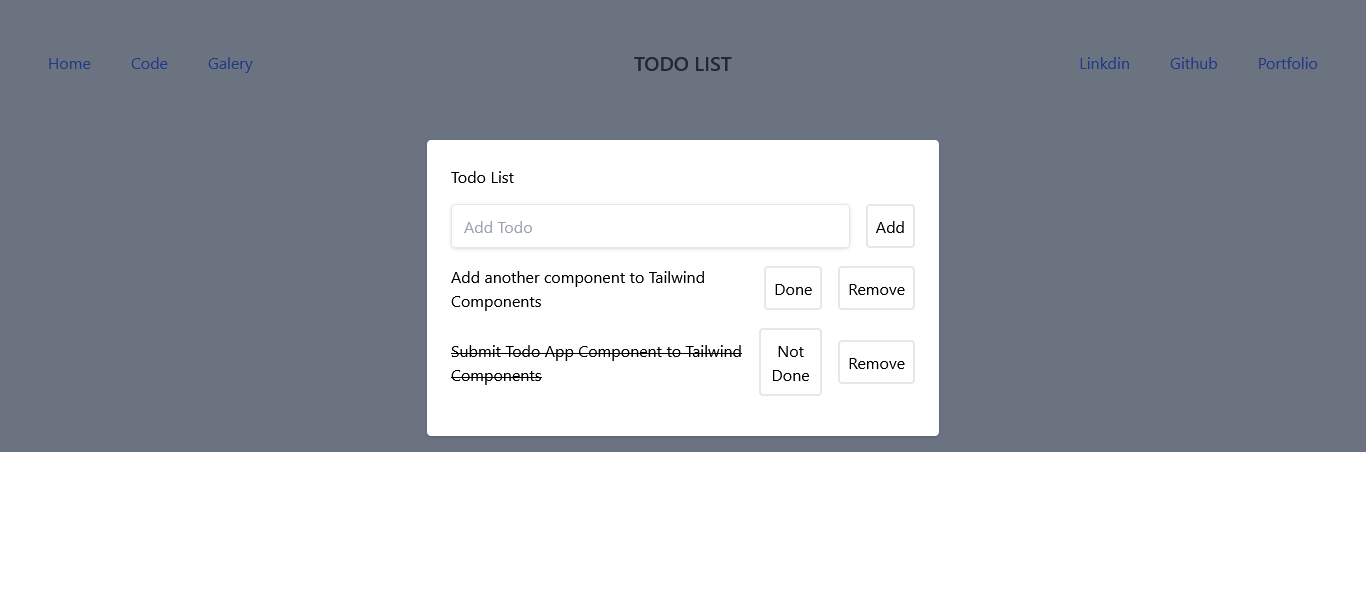 Home Code Galery TODO LIST Linkdin Github Portfolio
Todo List
Add Todo Add
Add another component to Tailwind
Components
Done Remove
Submit Todo App Component to Tailwind
Components
Not
Done
Remove